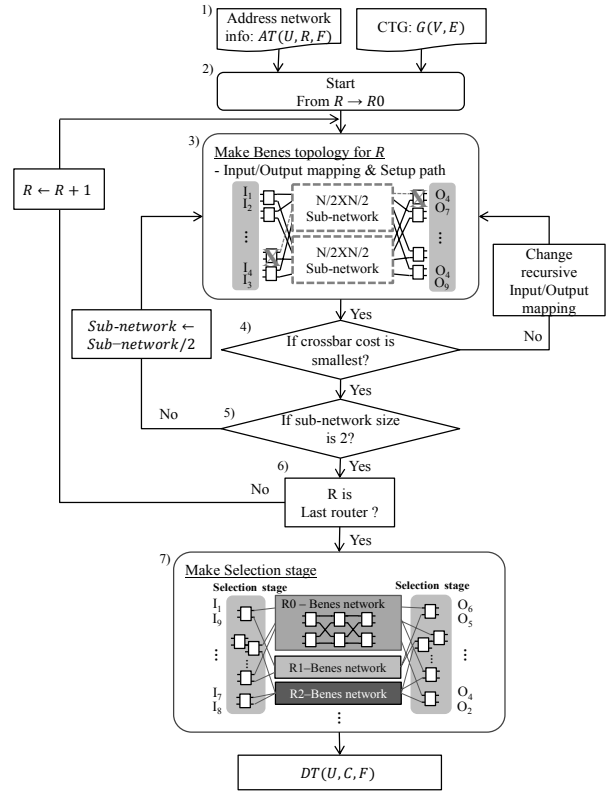 1)
Address network
info: AT(U, R, F)
CTG: G(V, E)
2)
Start
From R → R0
3)
Make Benes topology for R
- Input/Output mapping & Setup path
R ← R + 1
I₁
I₂
⋮
I₄
I₃
N/2XN/2
Sub-network
N/2XN/2
Sub-network
O₄
O₇
⋮
O₄
O₉
Change
recursive
Input/Output
mapping
Sub-network ←
Sub−network/2
Yes
4)
If crossbar cost is
smallest?
No
Yes
5)
If sub-network size
is 2?
No
Yes
6)
R is
Last router ?
No
Yes
7)
Make Selection stage
Selection stage
Selection stage
I₁
I₉
⋮
I₇
I₈
R0 – Benes network
R1–Benes network
R2–Benes network
⋮
O₆
O₅
⋮
O₄
O₂
DT(U, C, F)